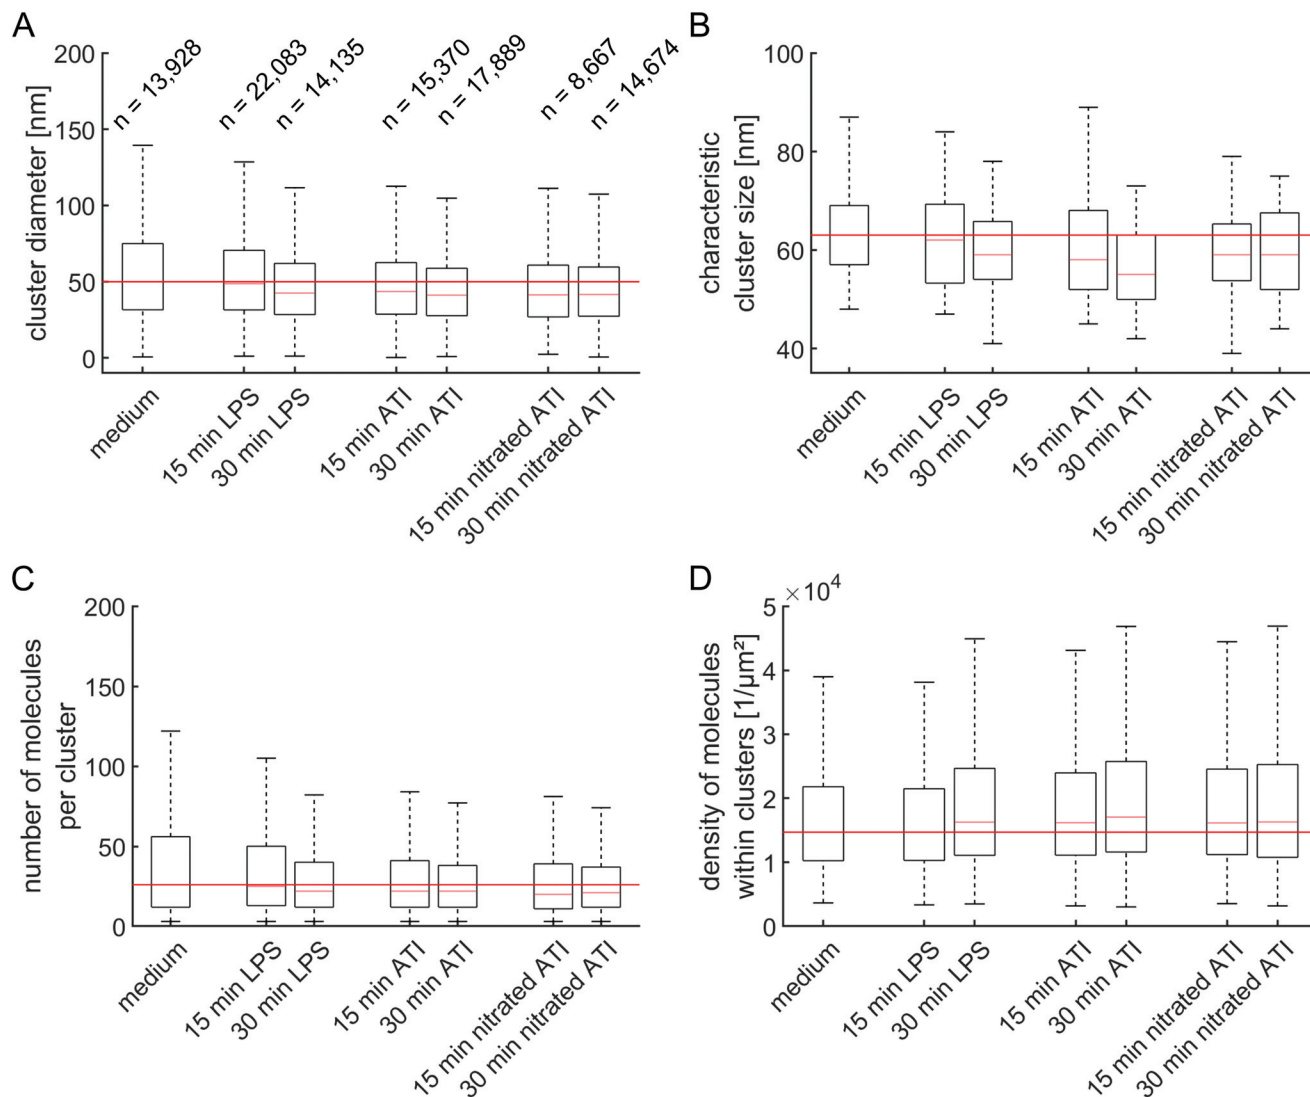 A
cluster diameter [nm]
200
150
100
50
0
n = 13,928
n = 22,083
n = 14,135
n = 15,370
n = 17,889
n = 8,667
n = 14,674
medium
15 min LPS
30 min LPS
15 min ATI
30 min ATI
15 min nitrated ATI
30 min nitrated ATI
B
characteristic
cluster size [nm]
100
80
60
40
medium
15 min LPS
30 min LPS
15 min ATI
30 min ATI
15 min nitrated ATI
30 min nitrated ATI
C
number of molecules
per cluster
200
150
100
50
0
medium
15 min LPS
30 min LPS
15 min ATI
30 min ATI
15 min nitrated ATI
30 min nitrated ATI
D
density of molecules
within clusters [1/µm²]
×10⁴
5
4
3
2
1
0
medium
15 min LPS
30 min LPS
15 min ATI
30 min ATI
15 min nitrated ATI
30 min nitrated ATI